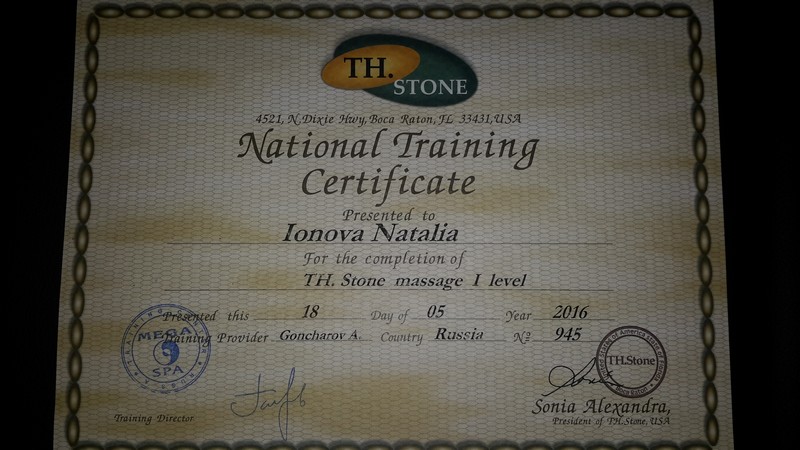 TH.
STONE
4521, N.Dixie Hwy, Boca Raton, FL 33431, USA
National Training
Certificate
Presented to
Ionova Natalia
For the completion of
TH. Stone massage I level
Presented this 18 Day of 05 Year 2016
Training Provider Goncharov A. Country Russia Nº 945
MEGA
SPA
TH.Stone
Boca Raton
Sonia Alexandra,
Training Director
President of TH.Stone, USA